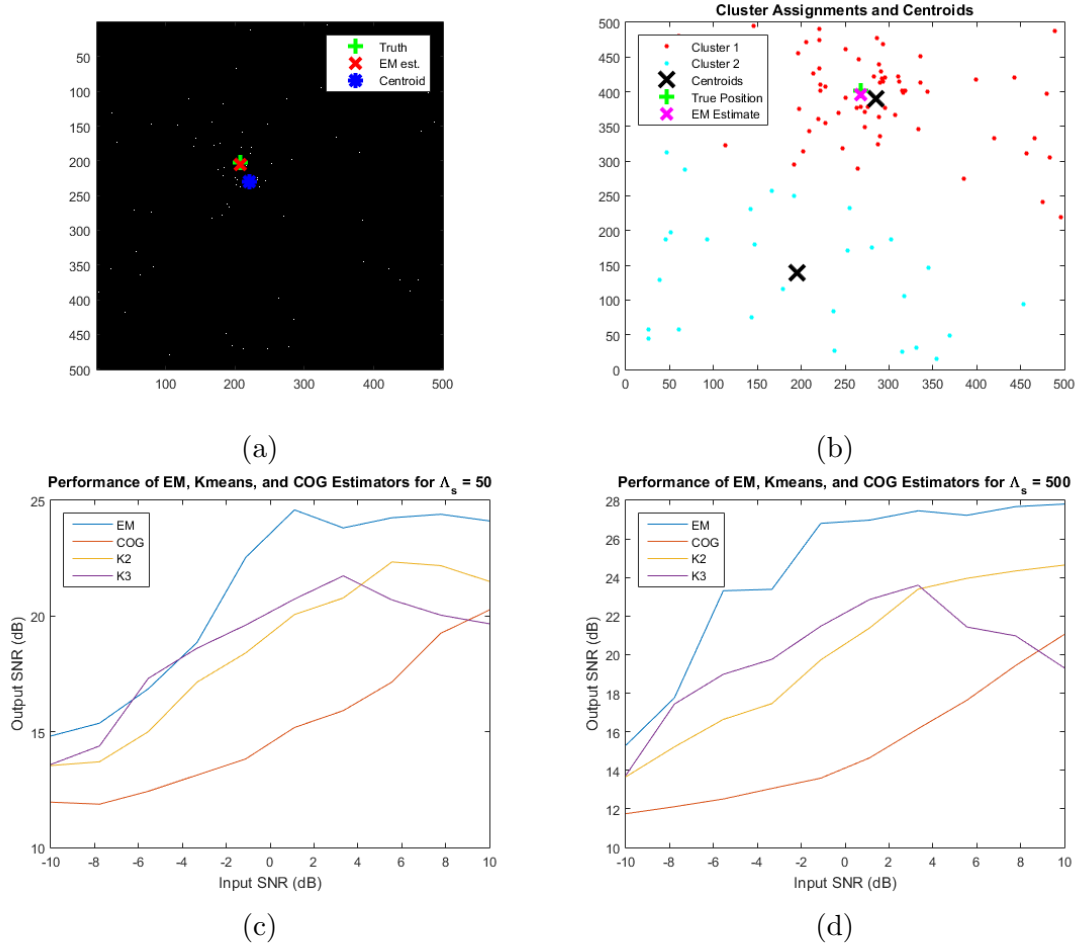 Truth
EM est.
Centroid
50
100
150
200
250
300
350
400
450
500
100 200 300 400 500
(a)
Cluster Assignments and Centroids
Cluster 1
Cluster 2
Centroids
True Position
EM Estimate
500
450
400
350
300
250
200
150
100
50
0
0 50 100 150 200 250 300 350 400 450 500
(b)
Performance of EM, Kmeans, and COG Estimators for Λs = 50
EM
COG
K2
K3
25
20
15
10
Output SNR (dB)
-10 -8 -6 -4 -2 0 2 4 6 8 10
Input SNR (dB)
(c)
Performance of EM, Kmeans, and COG Estimators for Λs = 500
EM
COG
K2
K3
28
26
24
22
20
18
16
14
12
10
8
Output SNR (dB)
-10 -8 -6 -4 -2 0 2 4 6 8 10
Input SNR (dB)
(d)